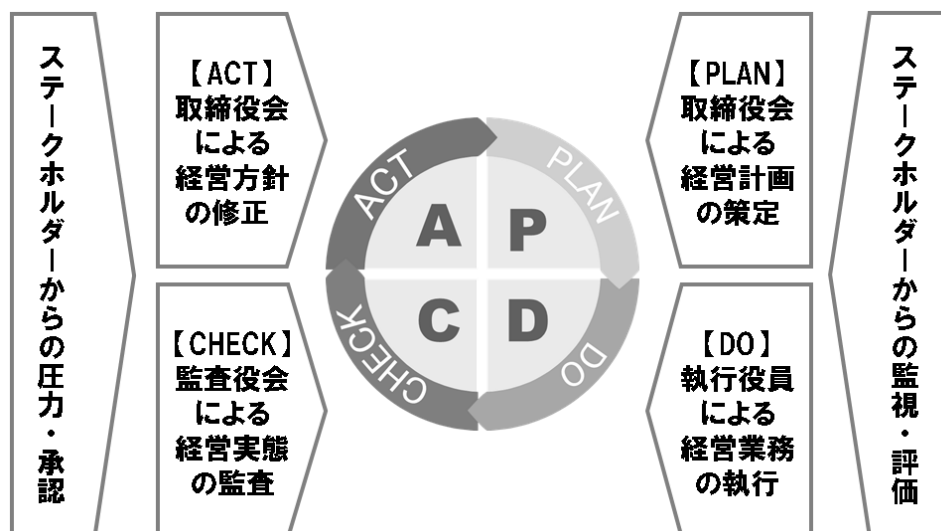 ステークホルダーからの圧力・承認
【ACT】
取締役会
による
経営方針
の修正
【CHECK】
監査役会
による
経営実態
の監査
ACT
PLAN
CHECK
DO
A
P
C
D
【PLAN】
取締役会
による
経営計画
の策定
【DO】
執行役員
による
経営業務
の執行
ステークホルダーからの監視・評価